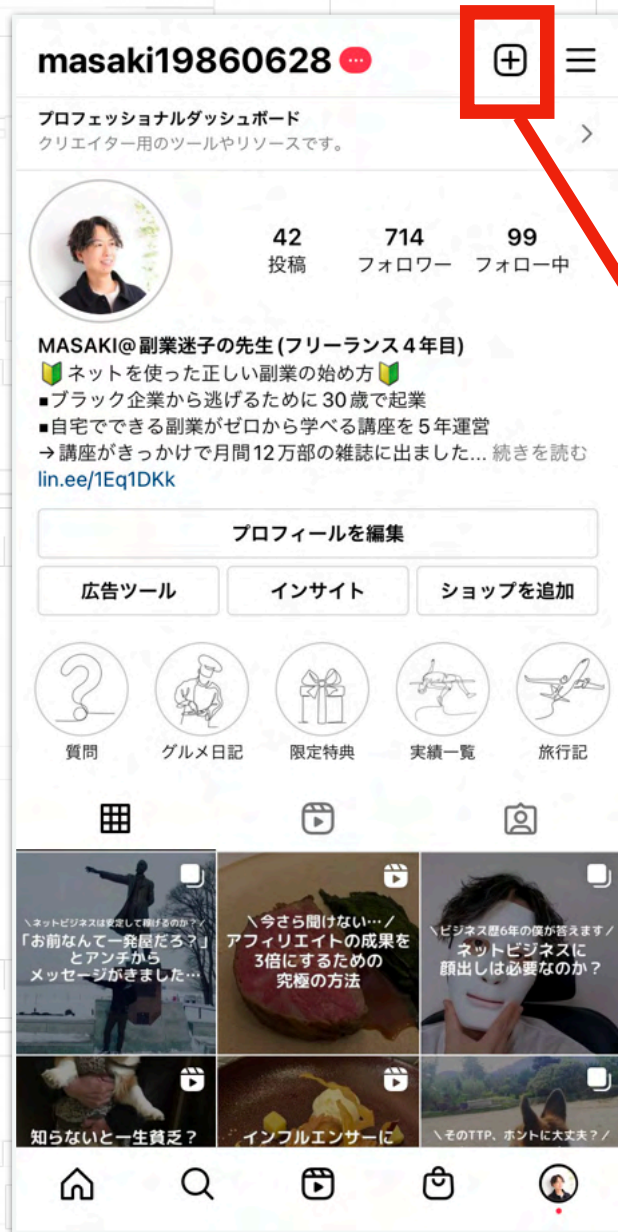 masaki19860628
プロフェッショナルダッシュボード
クリエイター用のツールやリソースです。
42 714 99
投稿 フォロワー フォロー中
MASAKI@副業迷子の先生(フリーランス4年目)
🔰ネットを使った正しい副業の始め方🔰
■ブラック企業から逃げるために30歳で起業
■自宅でできる副業がゼロから学べる講座を5年運営
→講座がきっかけで月間12万部の雑誌に出ました... 続きを読む
lin.ee/1Eq1DKk
プロフィールを編集
広告ツール インサイト ショップを追加
質問 グルメ日記 限定特典 実績一覧 旅行記
\ネットビジネスは安定して稼げるのか?/
「お前なんて一発屋だろ?」
とアンチから
メッセージがきました…
\今さら聞けない…/
アフィリエイトの成果を
3倍にするための
究極の方法
\ビジネス歴6年の僕が答えます/
ネットビジネスに
顔出しは必要なのか?
知らないと一生貧乏?
インフルエンサーに
\そのTTP、ホントに大丈夫?/